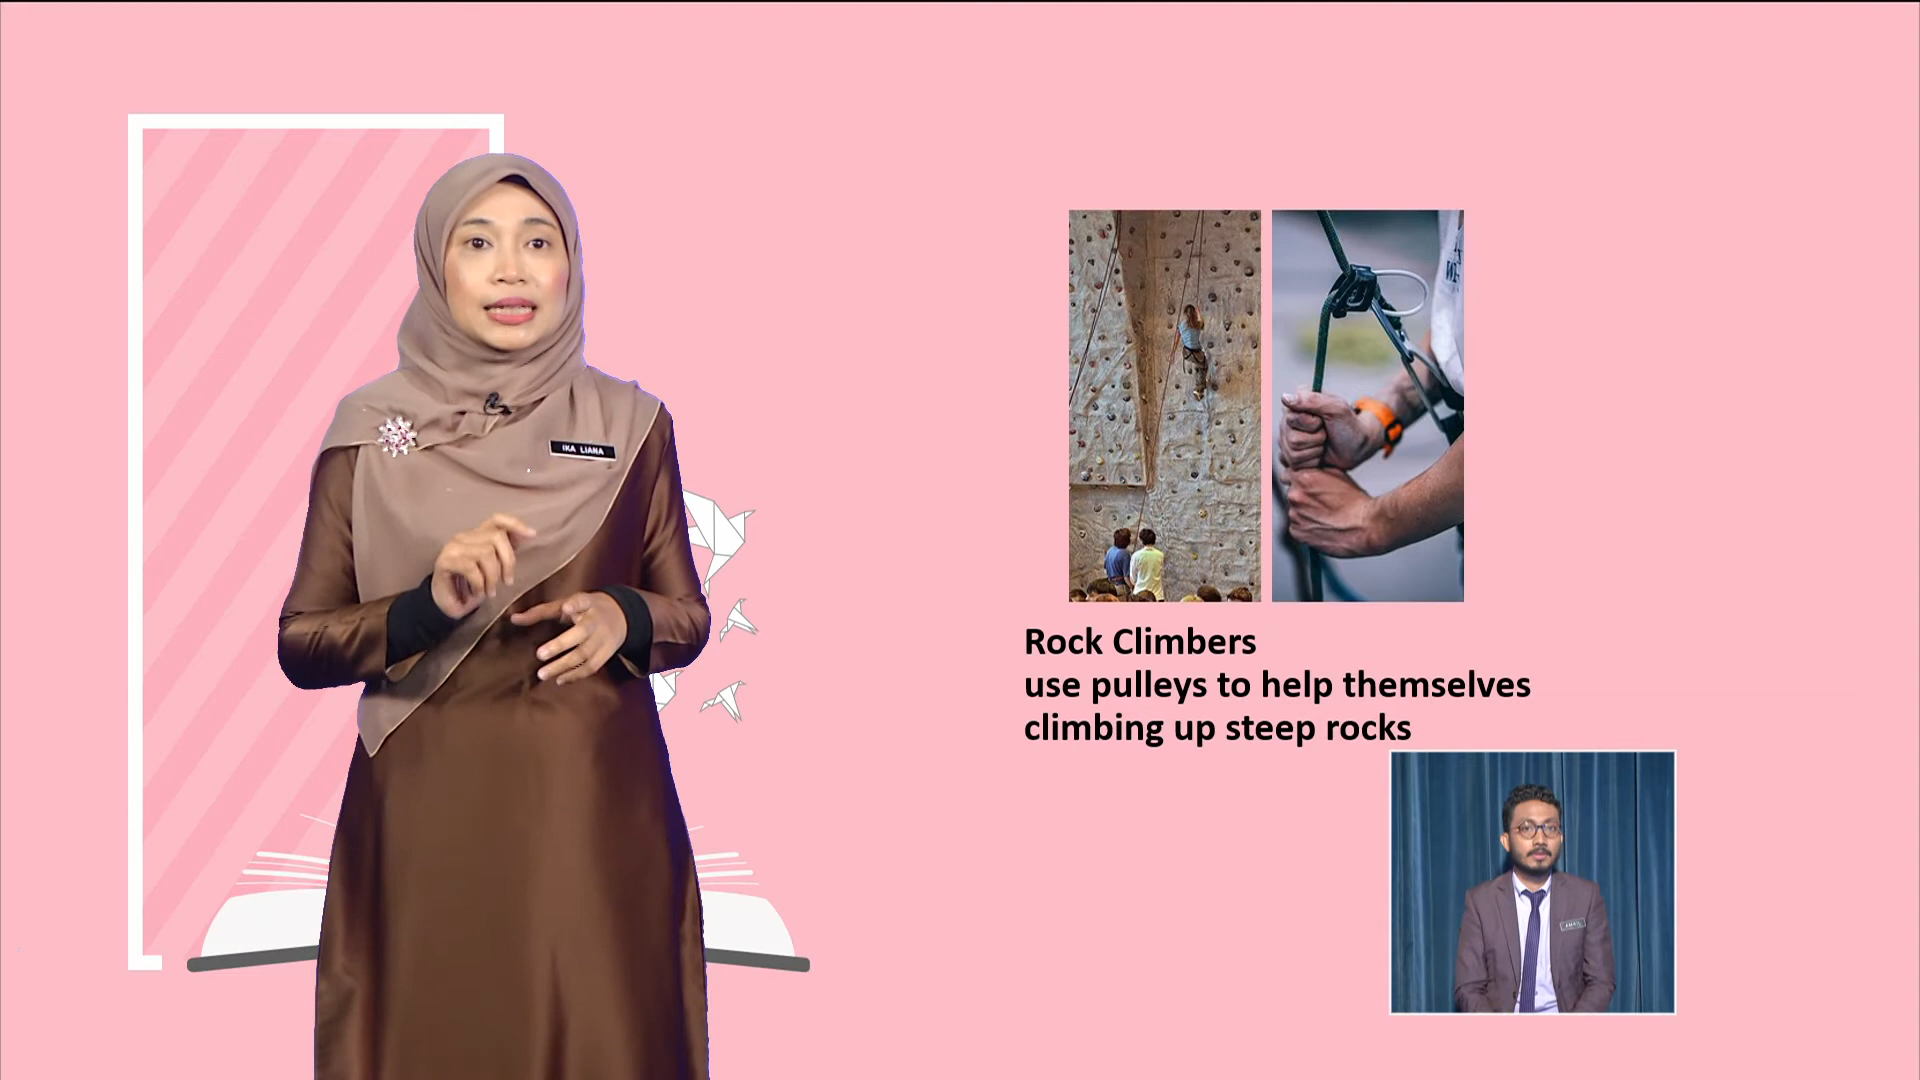 IKA LIANA
Rock Climbers
use pulleys to help themselves
climbing up steep rocks